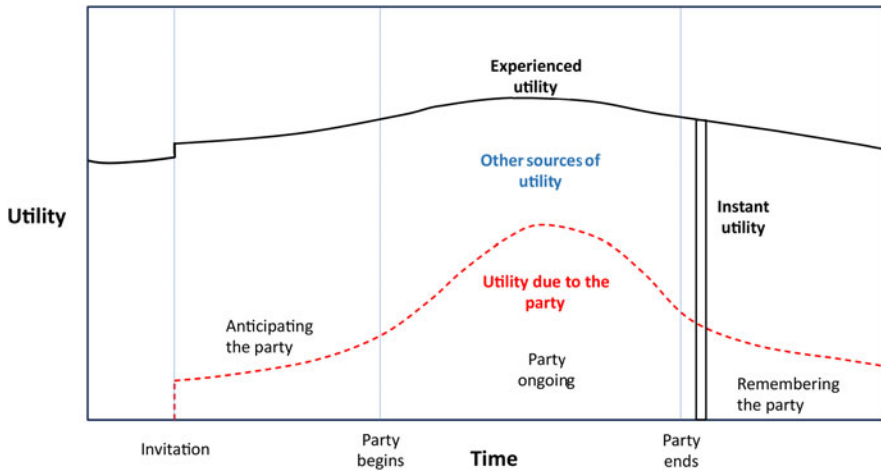 Experienced
utility
Other sources of
utility
Utility
Instant
utility
Utility due to the
party
Anticipating
the party
Party
ongoing
Remembering
the party
Invitation
Party
begins
Time
Party
ends